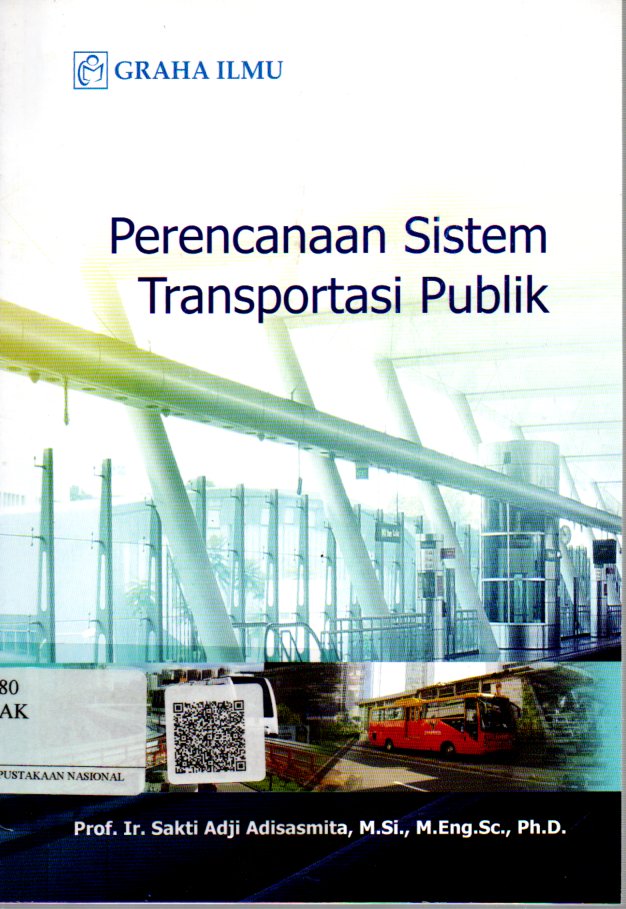 GRAHA ILMU
Perencanaan Sistem
Transportasi Publik
80
AK
PUSTAKAAN NASIONAL
Prof. Ir. Sakti Adji Adisasmita, M.Si., M.Eng.Sc., Ph.D.